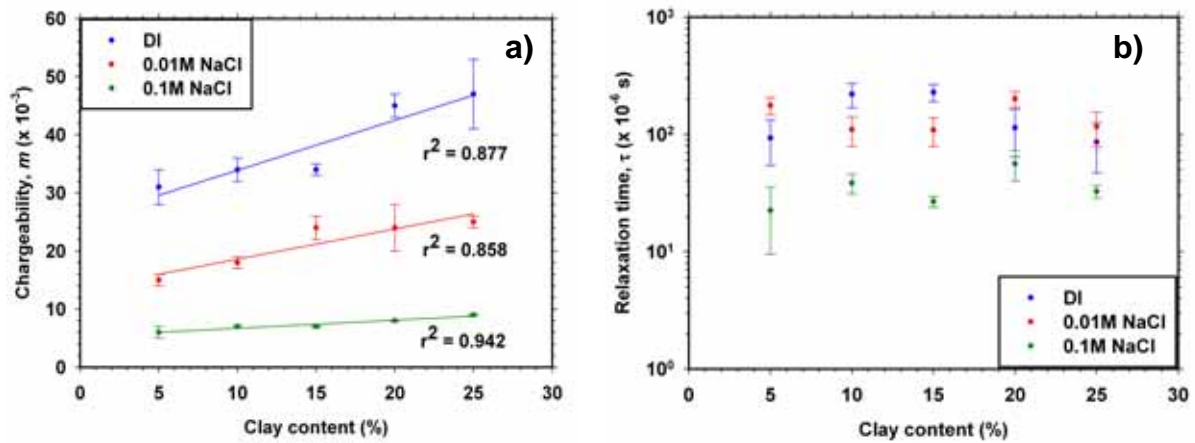 a)
DI
0.01M NaCl
0.1M NaCl
Chargeability, m (x 10⁻³)
60
50
40
30
20
10
0
r² = 0.877
r² = 0.858
r² = 0.942
0 5 10 15 20 25 30
Clay content (%)
b)
Relaxation time, τ (x 10⁻⁶ s)
10³
10²
10¹
10⁰
DI
0.01M NaCl
0.1M NaCl
0 5 10 15 20 25 30
Clay content (%)